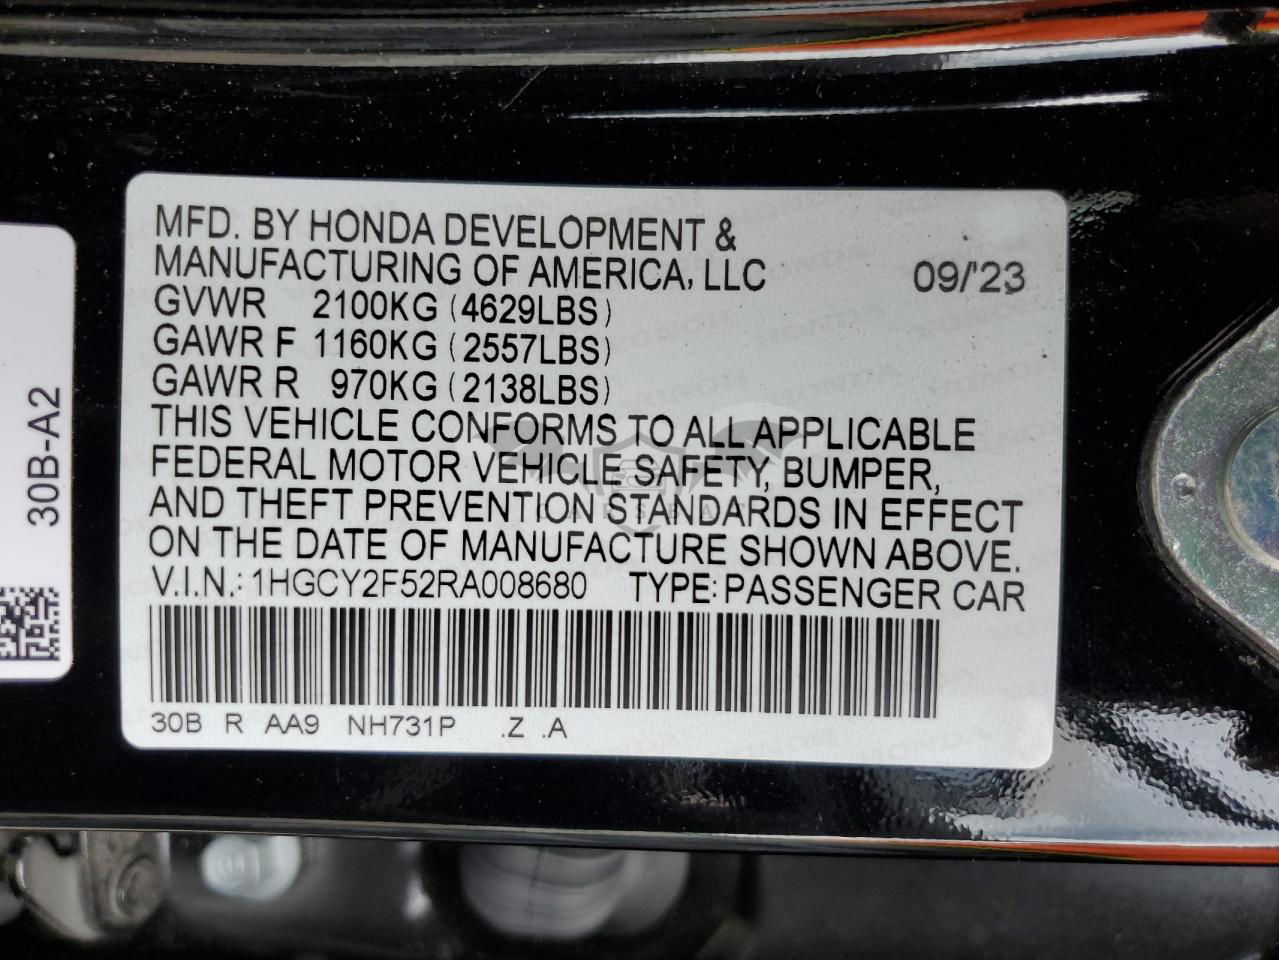 MFD. BY HONDA DEVELOPMENT &
MANUFACTURING OF AMERICA, LLC 09/'23
GVWR 2100KG (4629LBS)
GAWR F 1160KG (2557LBS)
GAWR R 970KG (2138LBS)
THIS VEHICLE CONFORMS TO ALL APPLICABLE
FEDERAL MOTOR VEHICLE SAFETY, BUMPER,
AND THEFT PREVENTION STANDARDS IN EFFECT
ON THE DATE OF MANUFACTURE SHOWN ABOVE.
V.I.N.: 1HGCY2F52RA008680 TYPE: PASSENGER CAR
30B R AA9 NH731P .Z .A
30B-A2